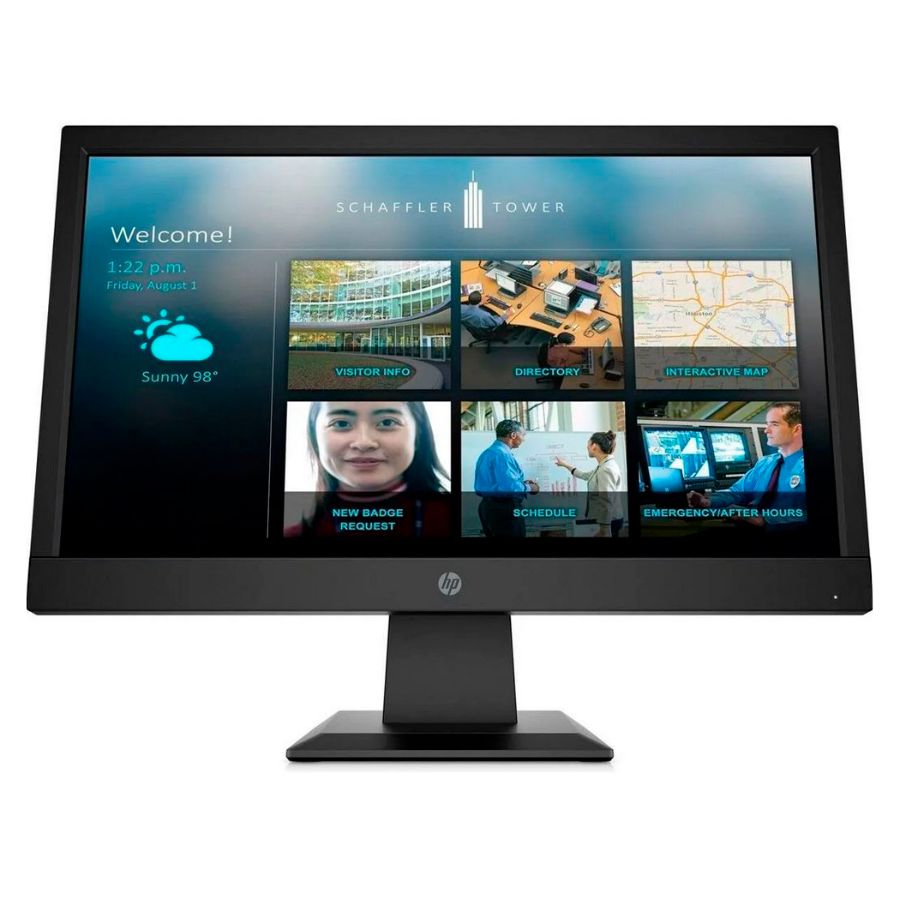 SCHAFFLER TOWER
Welcome!
1:22 p.m.
Friday, August 1
Sunny 98°
VISITOR INFO
DIRECTORY
Houston
INTERACTIVE MAP
NEW BADGE
REQUEST
SCHEDULE
EMERGENCY/AFTER HOURS
hp